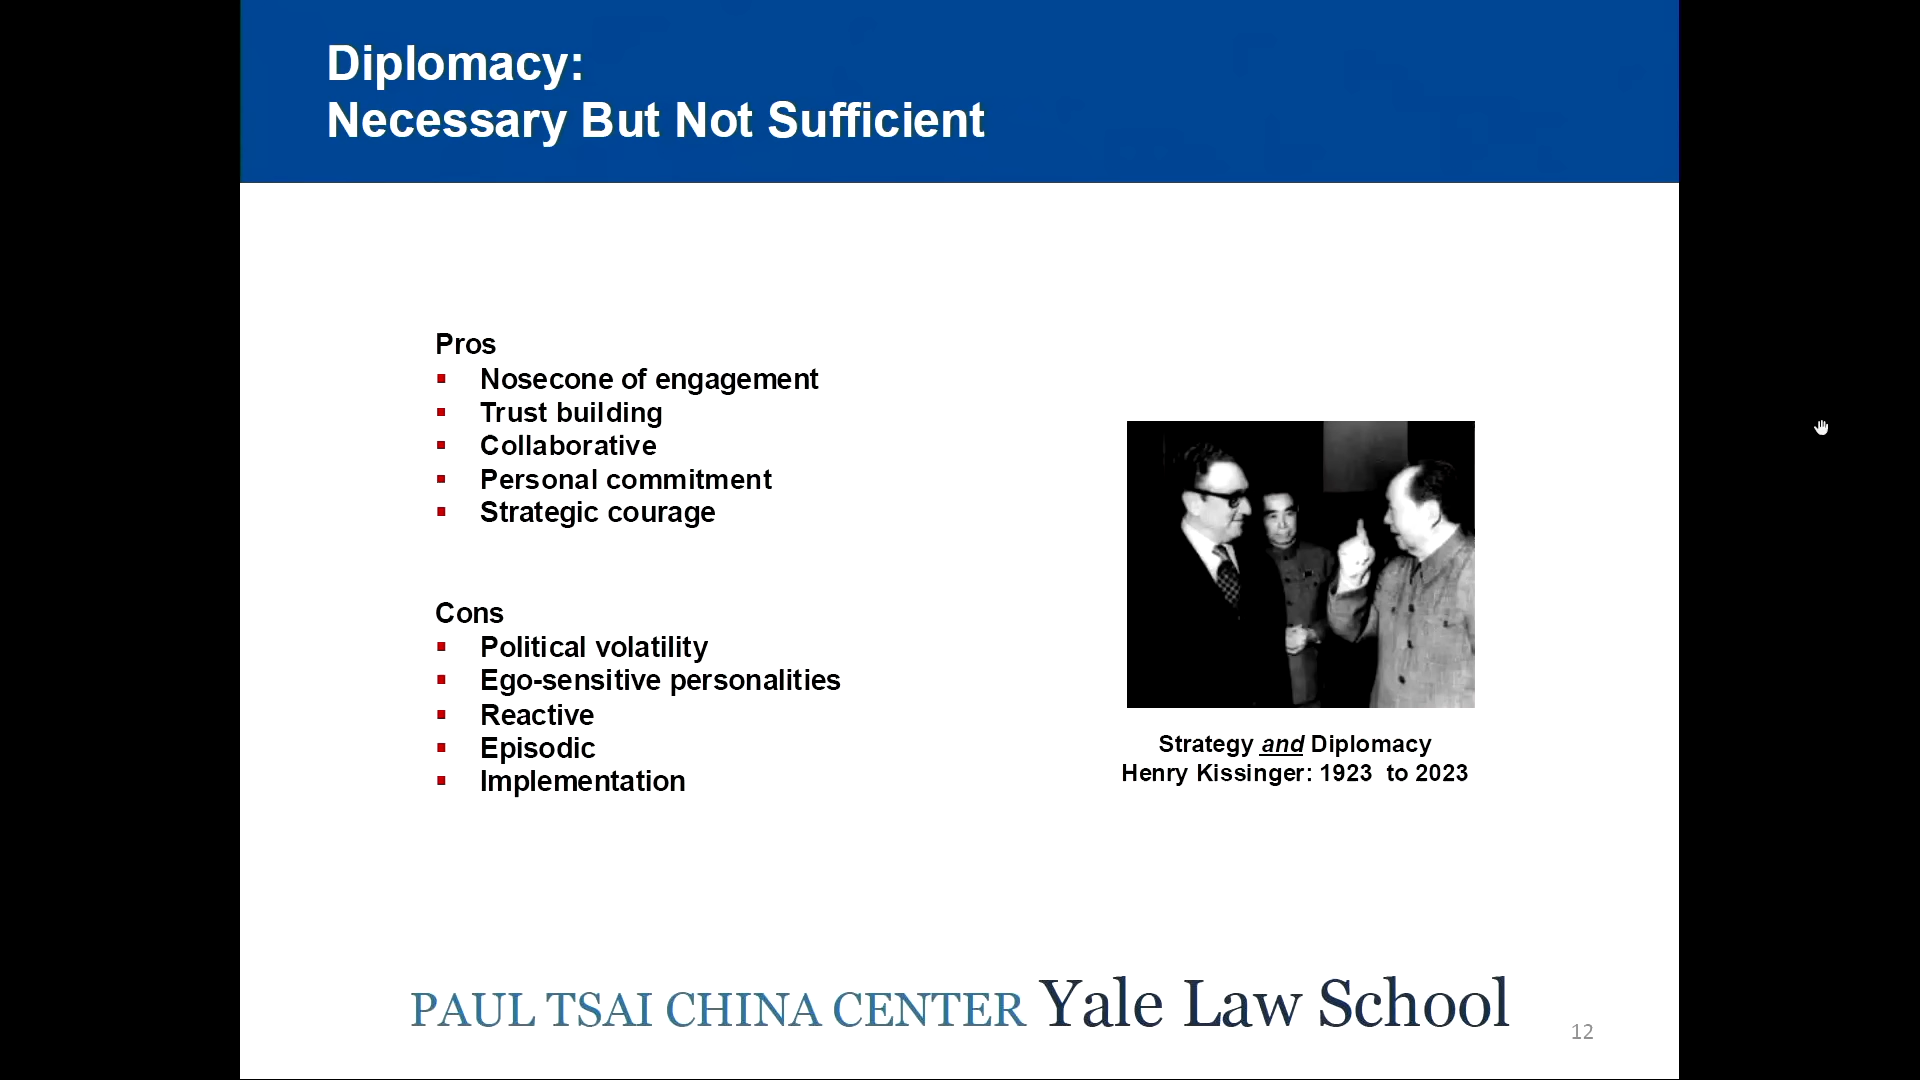 Diplomacy:
Necessary But Not Sufficient
Pros
▪ Nosecone of engagement
▪ Trust building
▪ Collaborative
▪ Personal commitment
▪ Strategic courage
Cons
▪ Political volatility
▪ Ego-sensitive personalities
▪ Reactive
▪ Episodic
▪ Implementation
Strategy and Diplomacy
Henry Kissinger: 1923 to 2023
PAUL TSAI CHINA CENTER Yale Law School
12